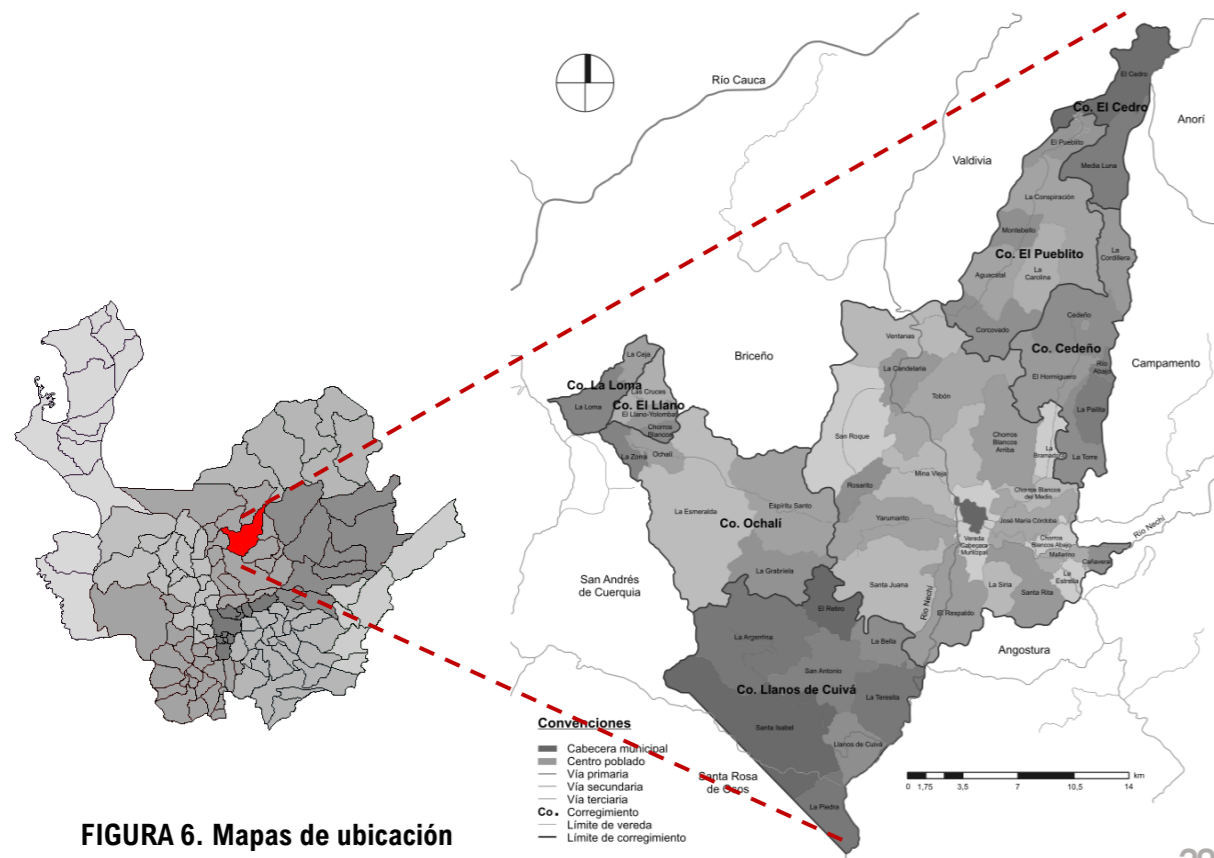 Río Cauca
El Cedro
Co. El Cedro
Anorí
El Pueblito
Valdivia
Media Luna
La Conspiración
Montebello
Co. El Pueblito
La
Cordillera
Aguacatal
La
Carolina
Cedeño
Corcovado
Ventanas
Co. Cedeño
Briceño
La Ceja
Campamento
Río
Abajo
La Candelaria
El Hormiguero
Co. La Loma
Las Cruces
Tobón
La Loma
Co. El Llano
El Llano-Yolombal
La Pailita
Chorros
Blancos
San Roque
Chorros
Blancos
Arriba
La Zorra
Ochalí
La
La Torre
Mina Vieja
Rosarito
Chorros Blancos
del Medio
La Esmeralda
Espíritu Santo
Yarumarito
José María Córdoba
Co. Ochalí
Vereda
Cabecera
Municipal
Chorros
Blancos Abajo
Río Nechí
Mallarino
Cañaveral
La Grabriela
San Andrés
de Cuerquia
Santa Juana
La Siria
La
Estrella
Santa Rita
Río Nechí
El Retiro
El Respaldo
La Argentina
La Bella
Angostura
San Antonio
Co. Llanos de Cuivá
La Teresita
Santa Isabel
Llanos de Cuivá
Santa Rosa
de Osos
La Piedra
Convenciones
Cabecera municipal
Centro poblado
Vía primaria
Vía secundaria
Vía terciaria
Co. Corregimiento
Límite de vereda
Límite de corregimiento
km
0 1,75 3,5 7 10,5 14
FIGURA 6. Mapas de ubicación